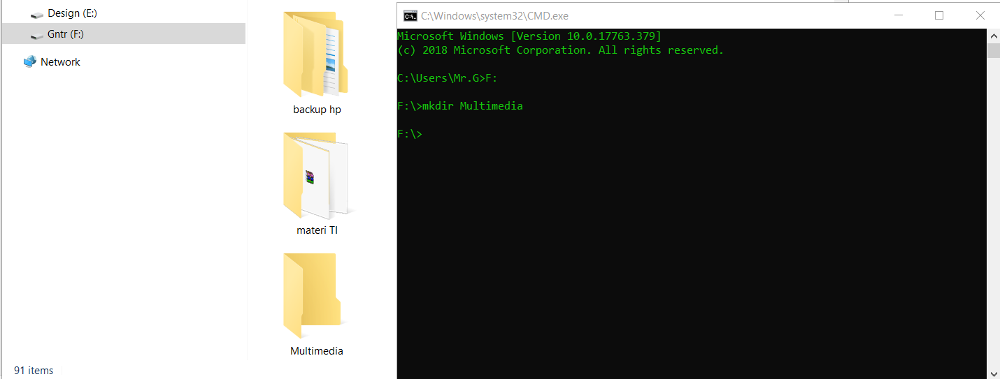 Design (E:)
Gntr (F:)
Network
backup hp
materi TI
Multimedia
91 items
C:\Windows\system32\CMD.exe
Microsoft Windows [Version 10.0.17763.379]
(c) 2018 Microsoft Corporation. All rights reserved.
C:\Users\Mr.G>F:
F:\>mkdir Multimedia
F:\>